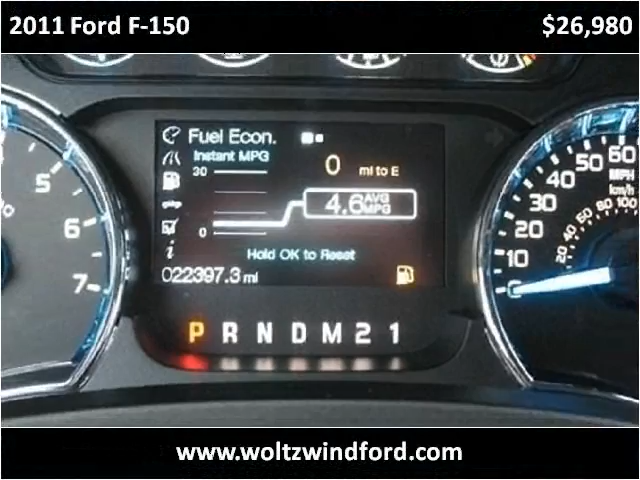 2011 Ford F-150
$26,980
Fuel Econ.
Instant MPG
30
0
0 mi to E
4.6 AVG MPG
Hold OK to Reset
022397.3 mi
i
5
6
7
60
50
40
30
20
10
0
MPH
km/h
100
80
60
40
20
P R N D M 2 1
www.woltzwindford.com